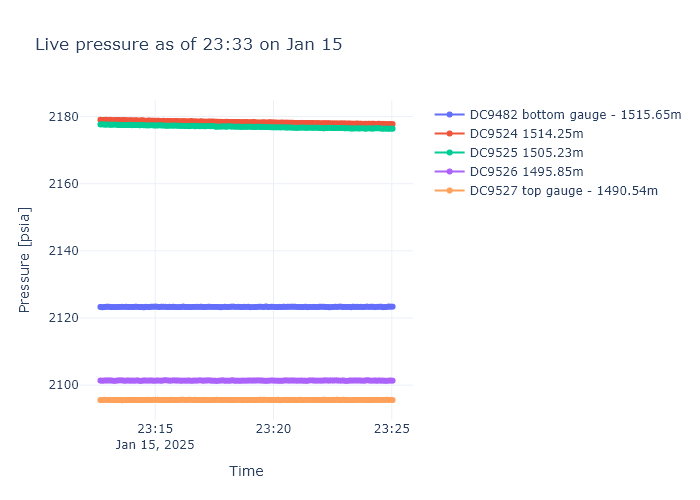 Live pressure as of 23:33 on Jan 15
DC9482 bottom gauge - 1515.65m
DC9524 1514.25m
DC9525 1505.23m
DC9526 1495.85m
DC9527 top gauge - 1490.54m
Pressure [psia]
2180
2160
2140
2120
2100
23:15
Jan 15, 2025
23:20
23:25
Time